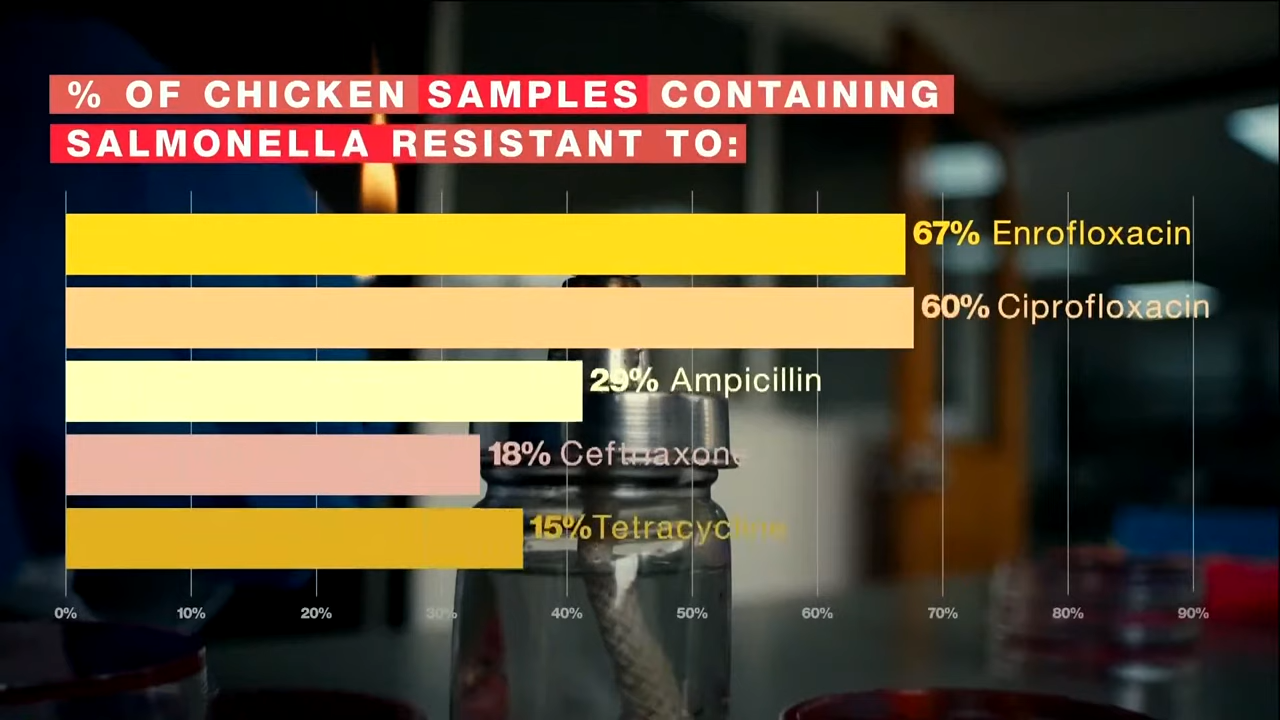 % OF CHICKEN SAMPLES CONTAINING
SALMONELLA RESISTANT TO:
67% Enrofloxacin
60% Ciprofloxacin
29% Ampicillin
18% Ceftriaxone
15%Tetracycline
0% 10% 20% 30% 40% 50% 60% 70% 80% 90%